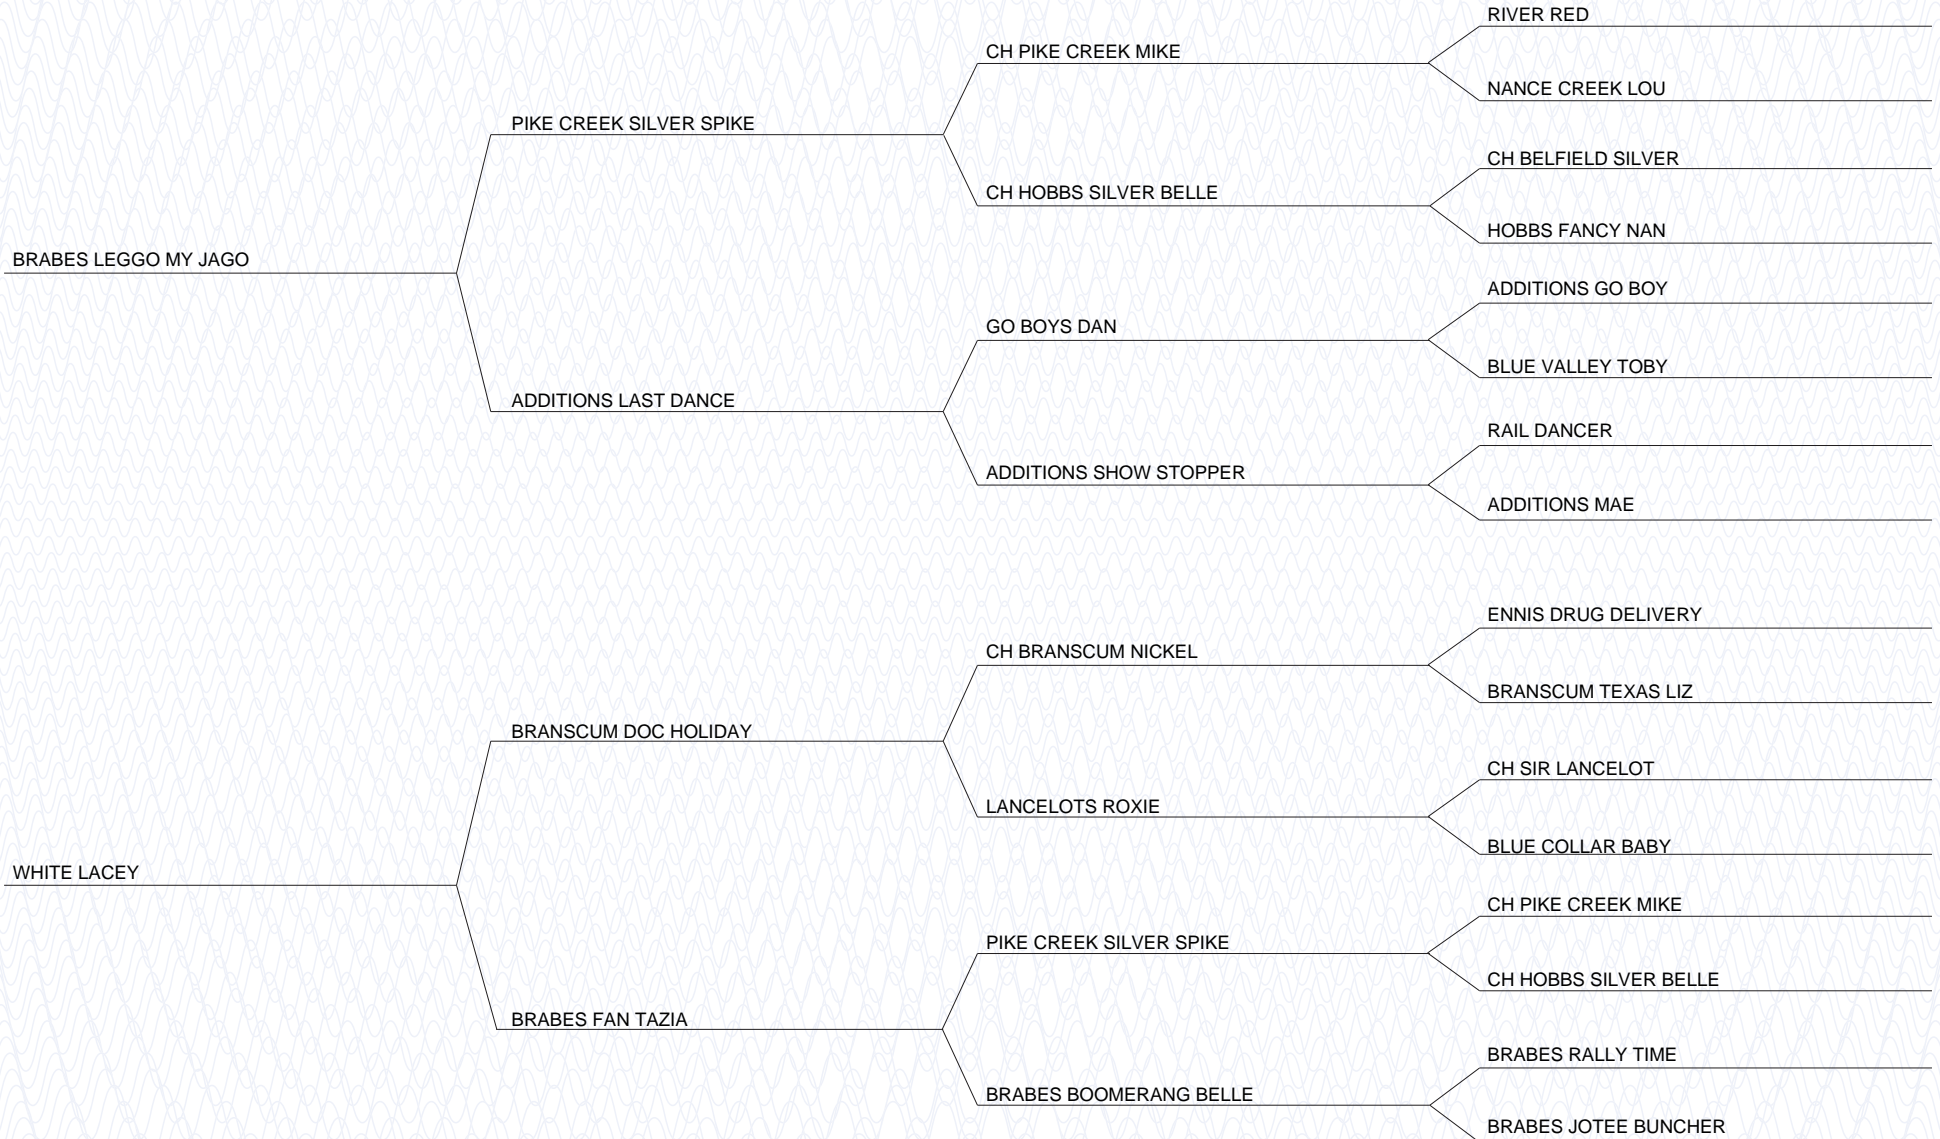 RIVER RED
CH PIKE CREEK MIKE
NANCE CREEK LOU
PIKE CREEK SILVER SPIKE
CH BELFIELD SILVER
CH HOBBS SILVER BELLE
HOBBS FANCY NAN
BRABES LEGGO MY JAGO
ADDITIONS GO BOY
GO BOYS DAN
BLUE VALLEY TOBY
ADDITIONS LAST DANCE
RAIL DANCER
ADDITIONS SHOW STOPPER
ADDITIONS MAE
ENNIS DRUG DELIVERY
CH BRANSCUM NICKEL
BRANSCUM TEXAS LIZ
BRANSCUM DOC HOLIDAY
CH SIR LANCELOT
LANCELOTS ROXIE
BLUE COLLAR BABY
WHITE LACEY
CH PIKE CREEK MIKE
PIKE CREEK SILVER SPIKE
CH HOBBS SILVER BELLE
BRABES FAN TAZIA
BRABES RALLY TIME
BRABES BOOMERANG BELLE
BRABES JOTEE BUNCHER